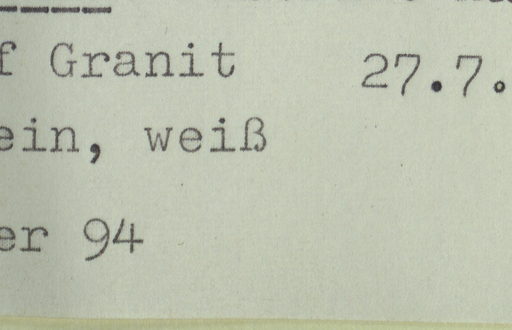 f Granit 27.7.
ein, weiß
er 94